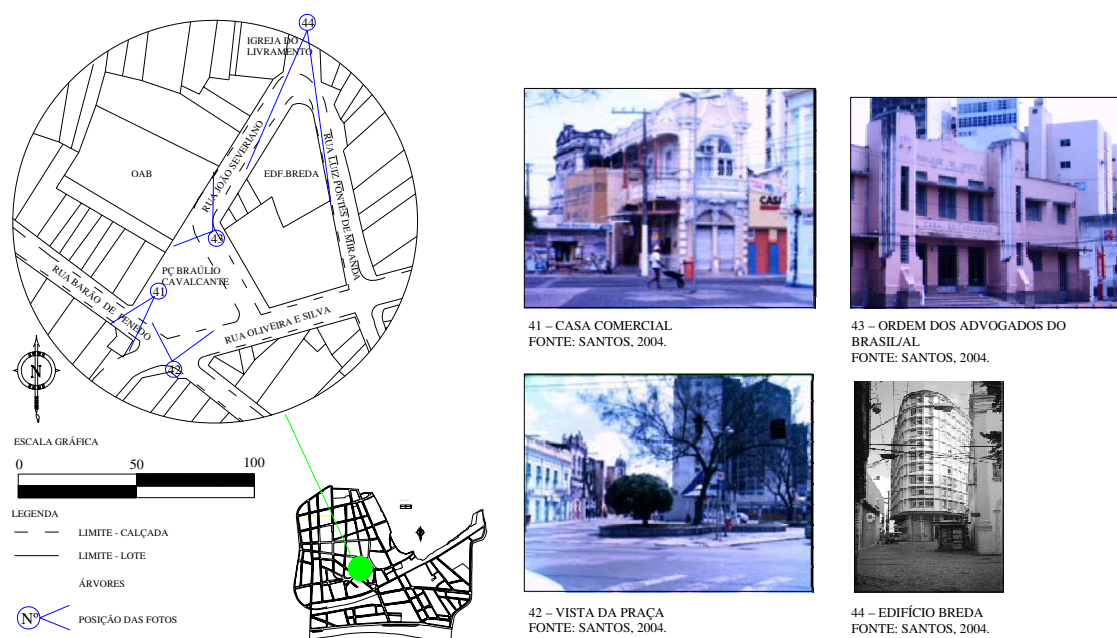 44
IGREJA DO
LIVRAMENTO
OAB
RUA JOÃO SEVERIANO
EDF.BREDA
RUA LUIZ PONTES DE MIRANDA
43
PÇ BRAÚLIO
CAVALCANTE
41
RUA BARÃO DE PENEDO
RUA OLIVEIRA E SILVA
42
N
ESCALA GRÁFICA
0 50 100
LEGENDA
LIMITE - CALÇADA
LIMITE - LOTE
ÁRVORES
Nº
POSIÇÃO DAS FOTOS
CASA
41 – CASA COMERCIAL
FONTE: SANTOS, 2004.
43 – ORDEM DOS ADVOGADOS DO
BRASIL/AL
FONTE: SANTOS, 2004.
42 – VISTA DA PRAÇA
FONTE: SANTOS, 2004.
44 – EDIFÍCIO BREDA
FONTE: SANTOS, 2004.